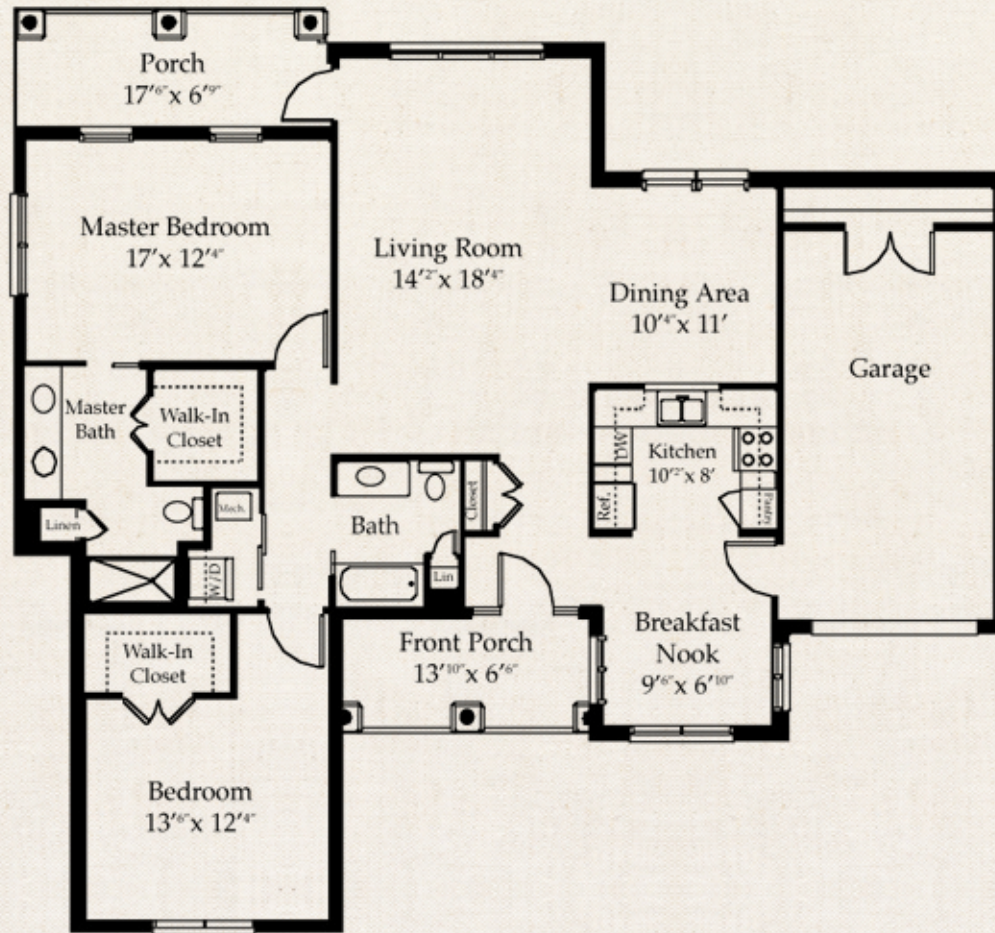 Porch
17'6" x 6'9"
Master Bedroom
17' x 12'4"
Living Room
14'2" x 18'4"
Dining Area
10'4" x 11'
Garage
Master
Bath
Walk-In
Closet
Kitchen
10'2" x 8'
DW
Ref.
Pantry
Linen
Mech.
W/D
Bath
Closet
Lin
Breakfast
Nook
9'6" x 6'10"
Front Porch
13'10" x 6'6"
Walk-In
Closet
Bedroom
13'6" x 12'4"